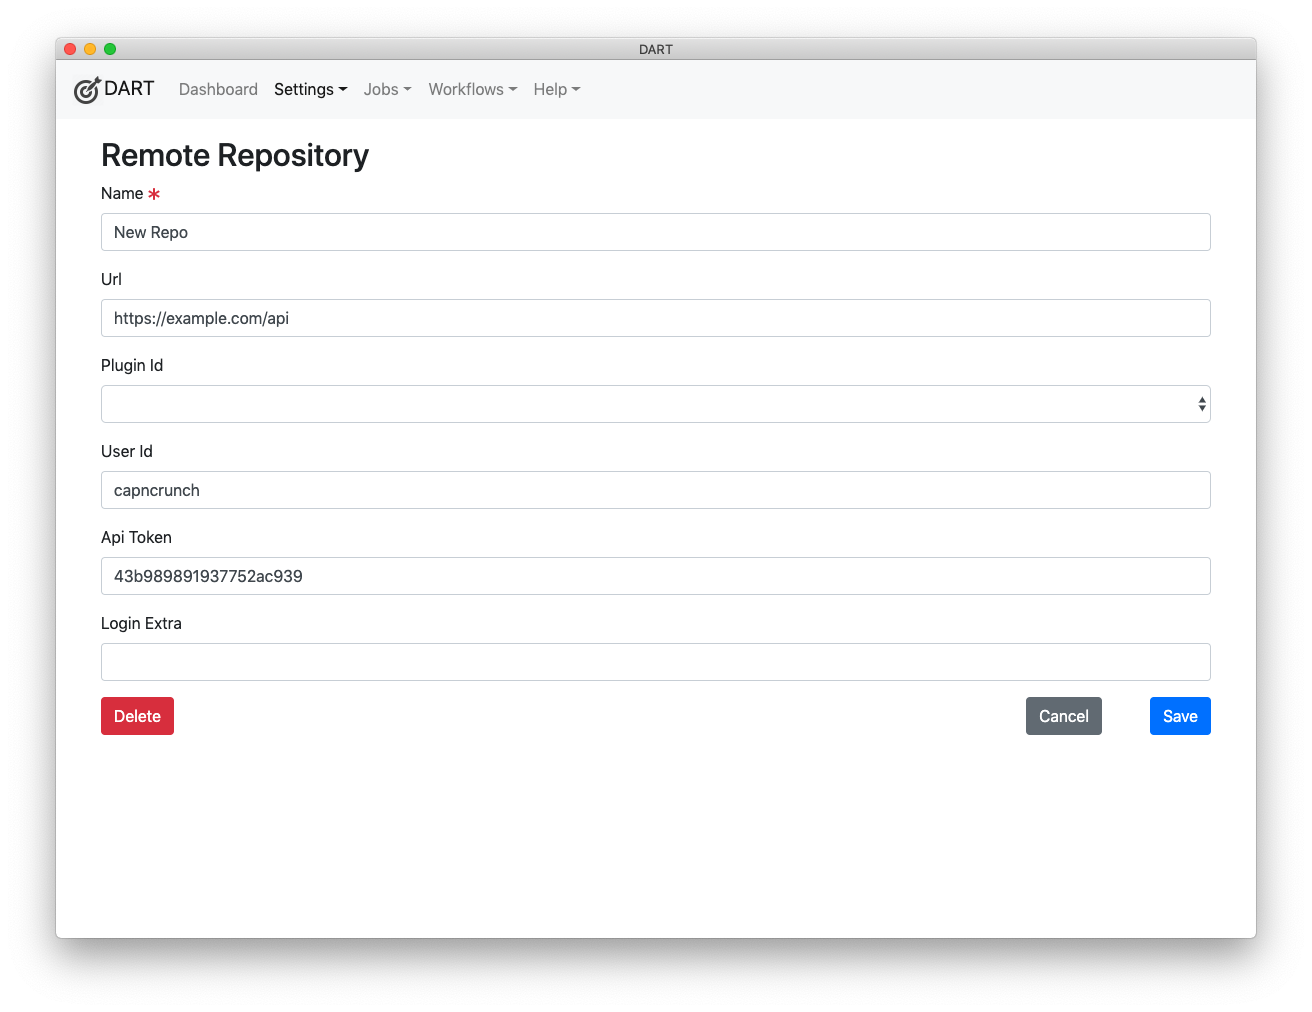 DART
DART Dashboard Settings Jobs Workflows Help
Remote Repository
Name *
New Repo
Url
https://example.com/api
Plugin Id
User Id
capncrunch
Api Token
43b989891937752ac939
Login Extra
Delete Cancel Save